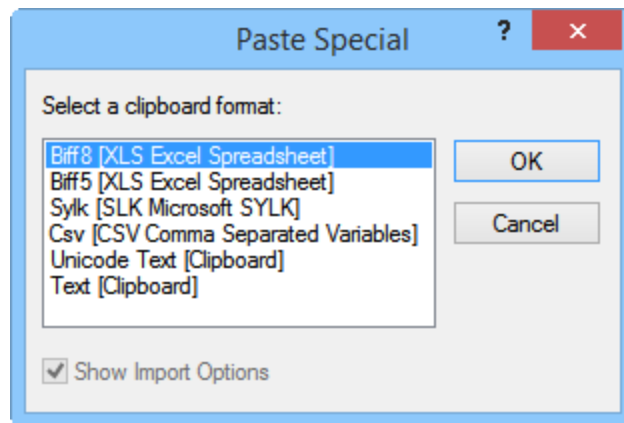 Paste Special
?
×
Select a clipboard format:
Biff8 [XLS Excel Spreadsheet]
Biff5 [XLS Excel Spreadsheet]
Sylk [SLK Microsoft SYLK]
Csv [CSV Comma Separated Variables]
Unicode Text [Clipboard]
Text [Clipboard]
OK
Cancel
Show Import Options